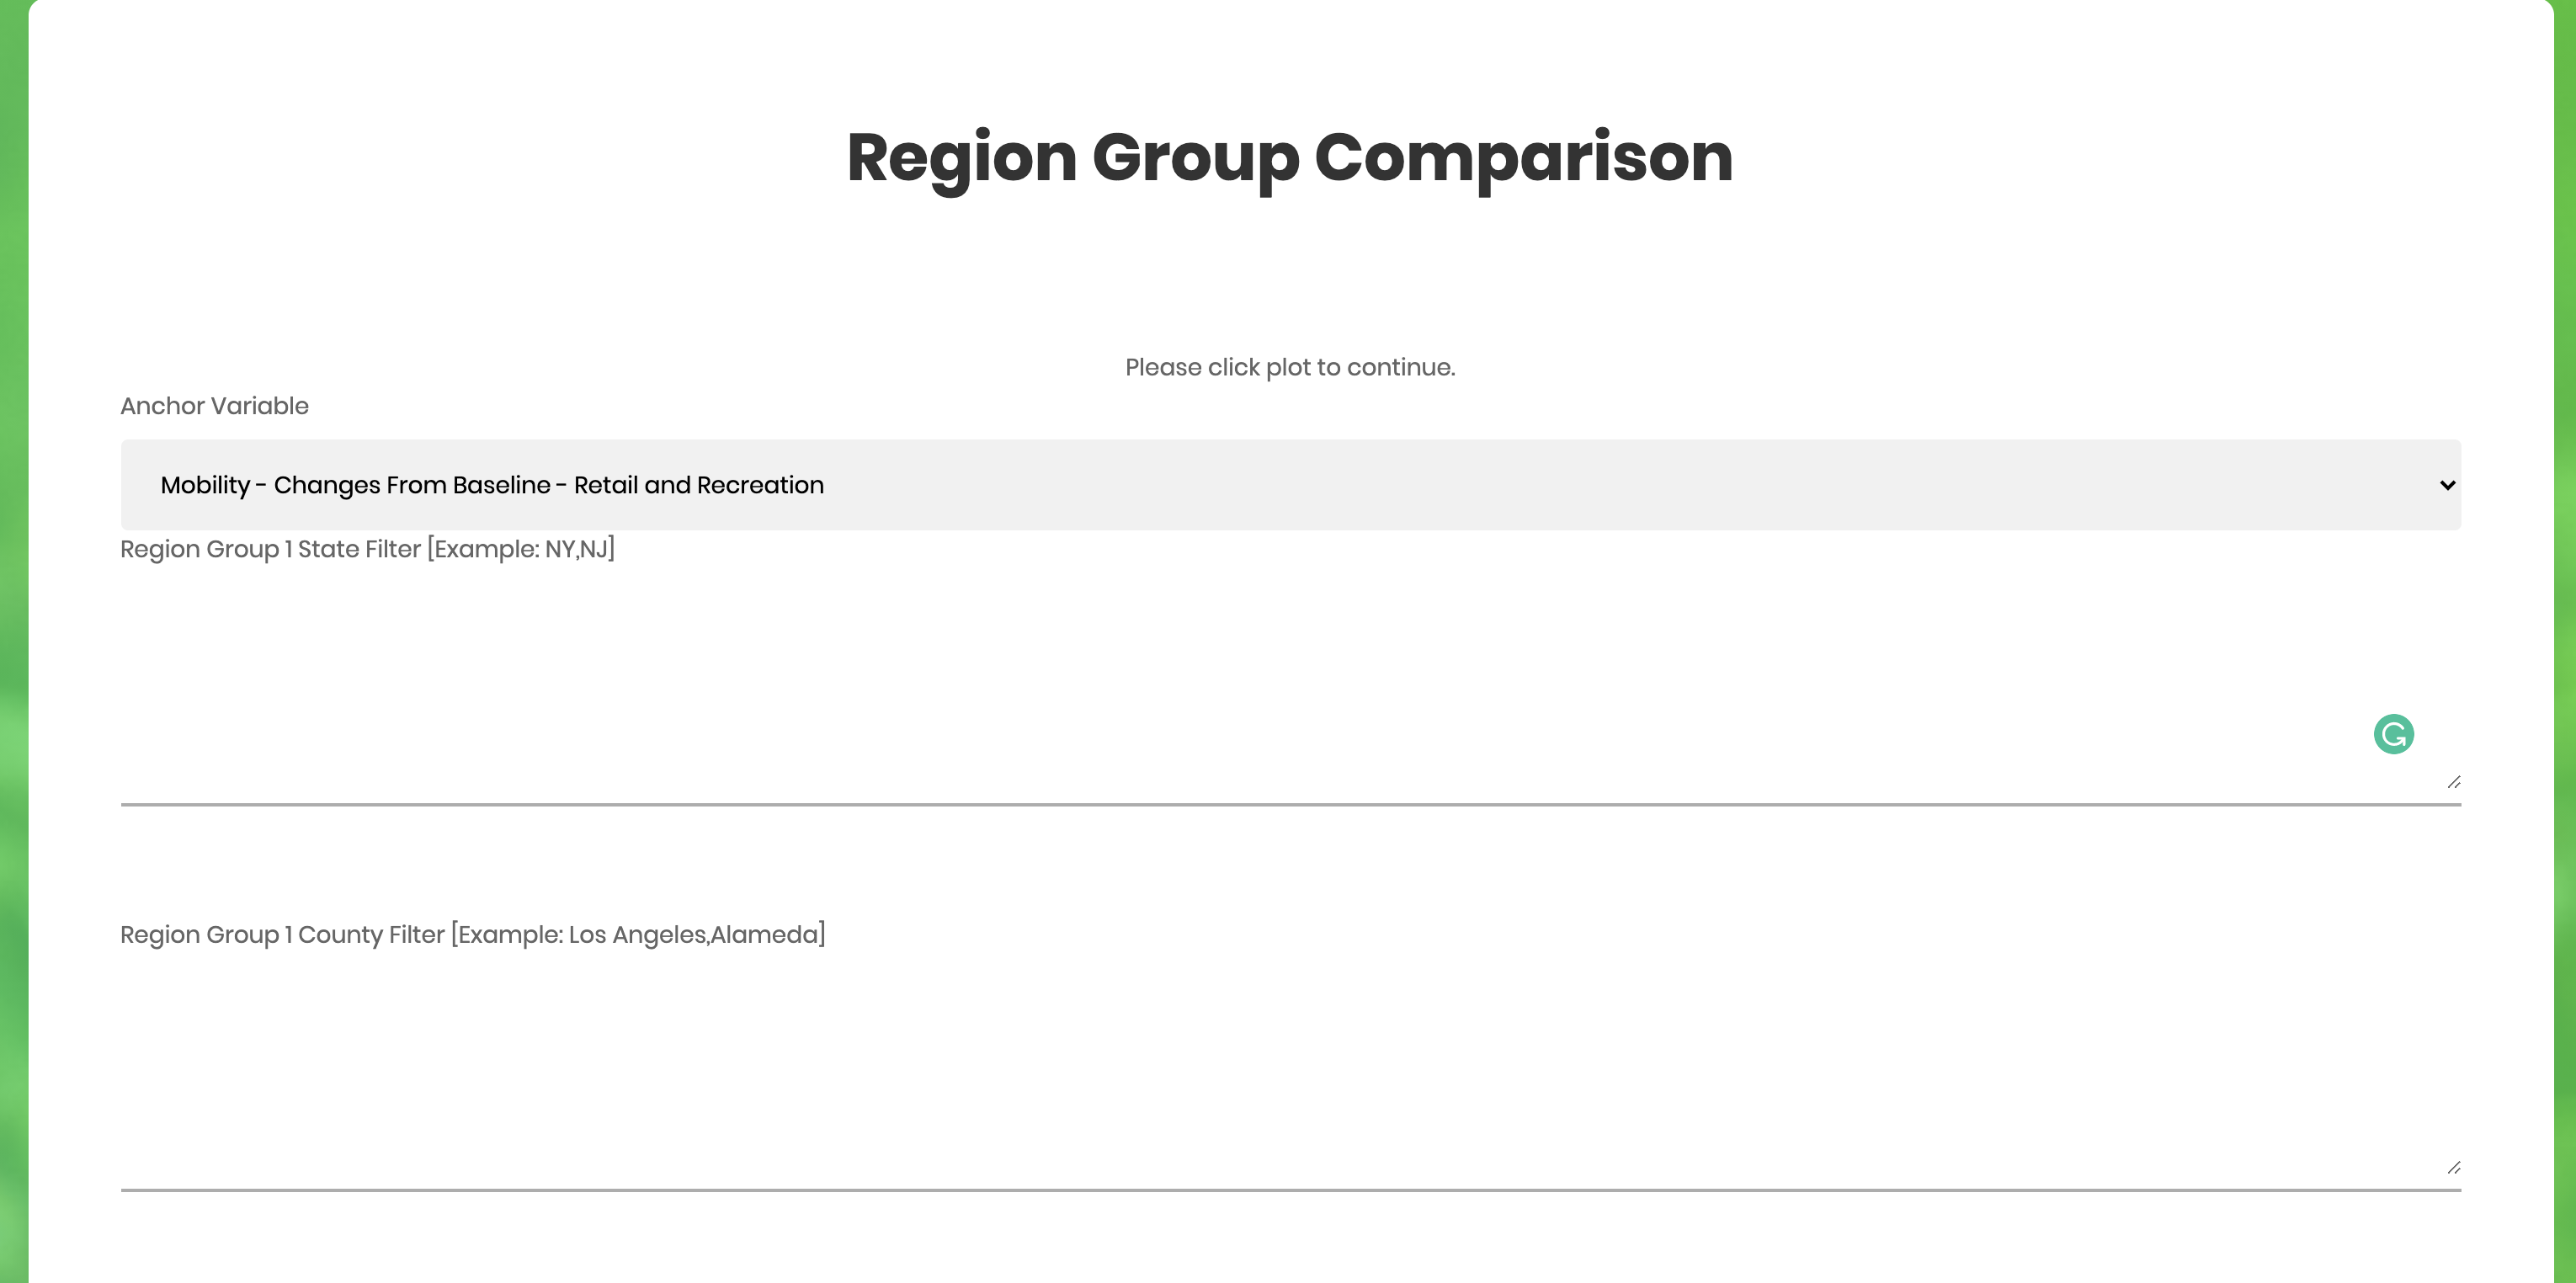 Region Group Comparison
Please click plot to continue.
Anchor Variable
Mobility - Changes From Baseline - Retail and Recreation
Region Group 1 State Filter [Example: NY,NJ]
Region Group 1 County Filter [Example: Los Angeles,Alameda]